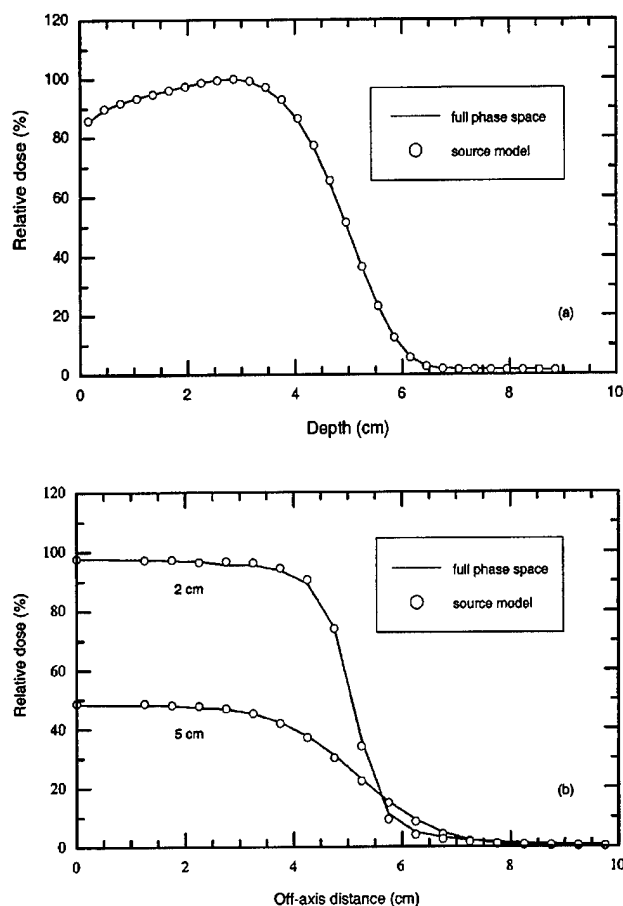 120
100
80
60
40
20
0
Relative dose (%)
full phase space
source model
(a)
0 2 4 6 8 10
Depth (cm)
120
100
80
60
40
20
0
Relative dose (%)
full phase space
source model
2 cm
5 cm
(b)
0 2 4 6 8 10
Off-axis distance (cm)